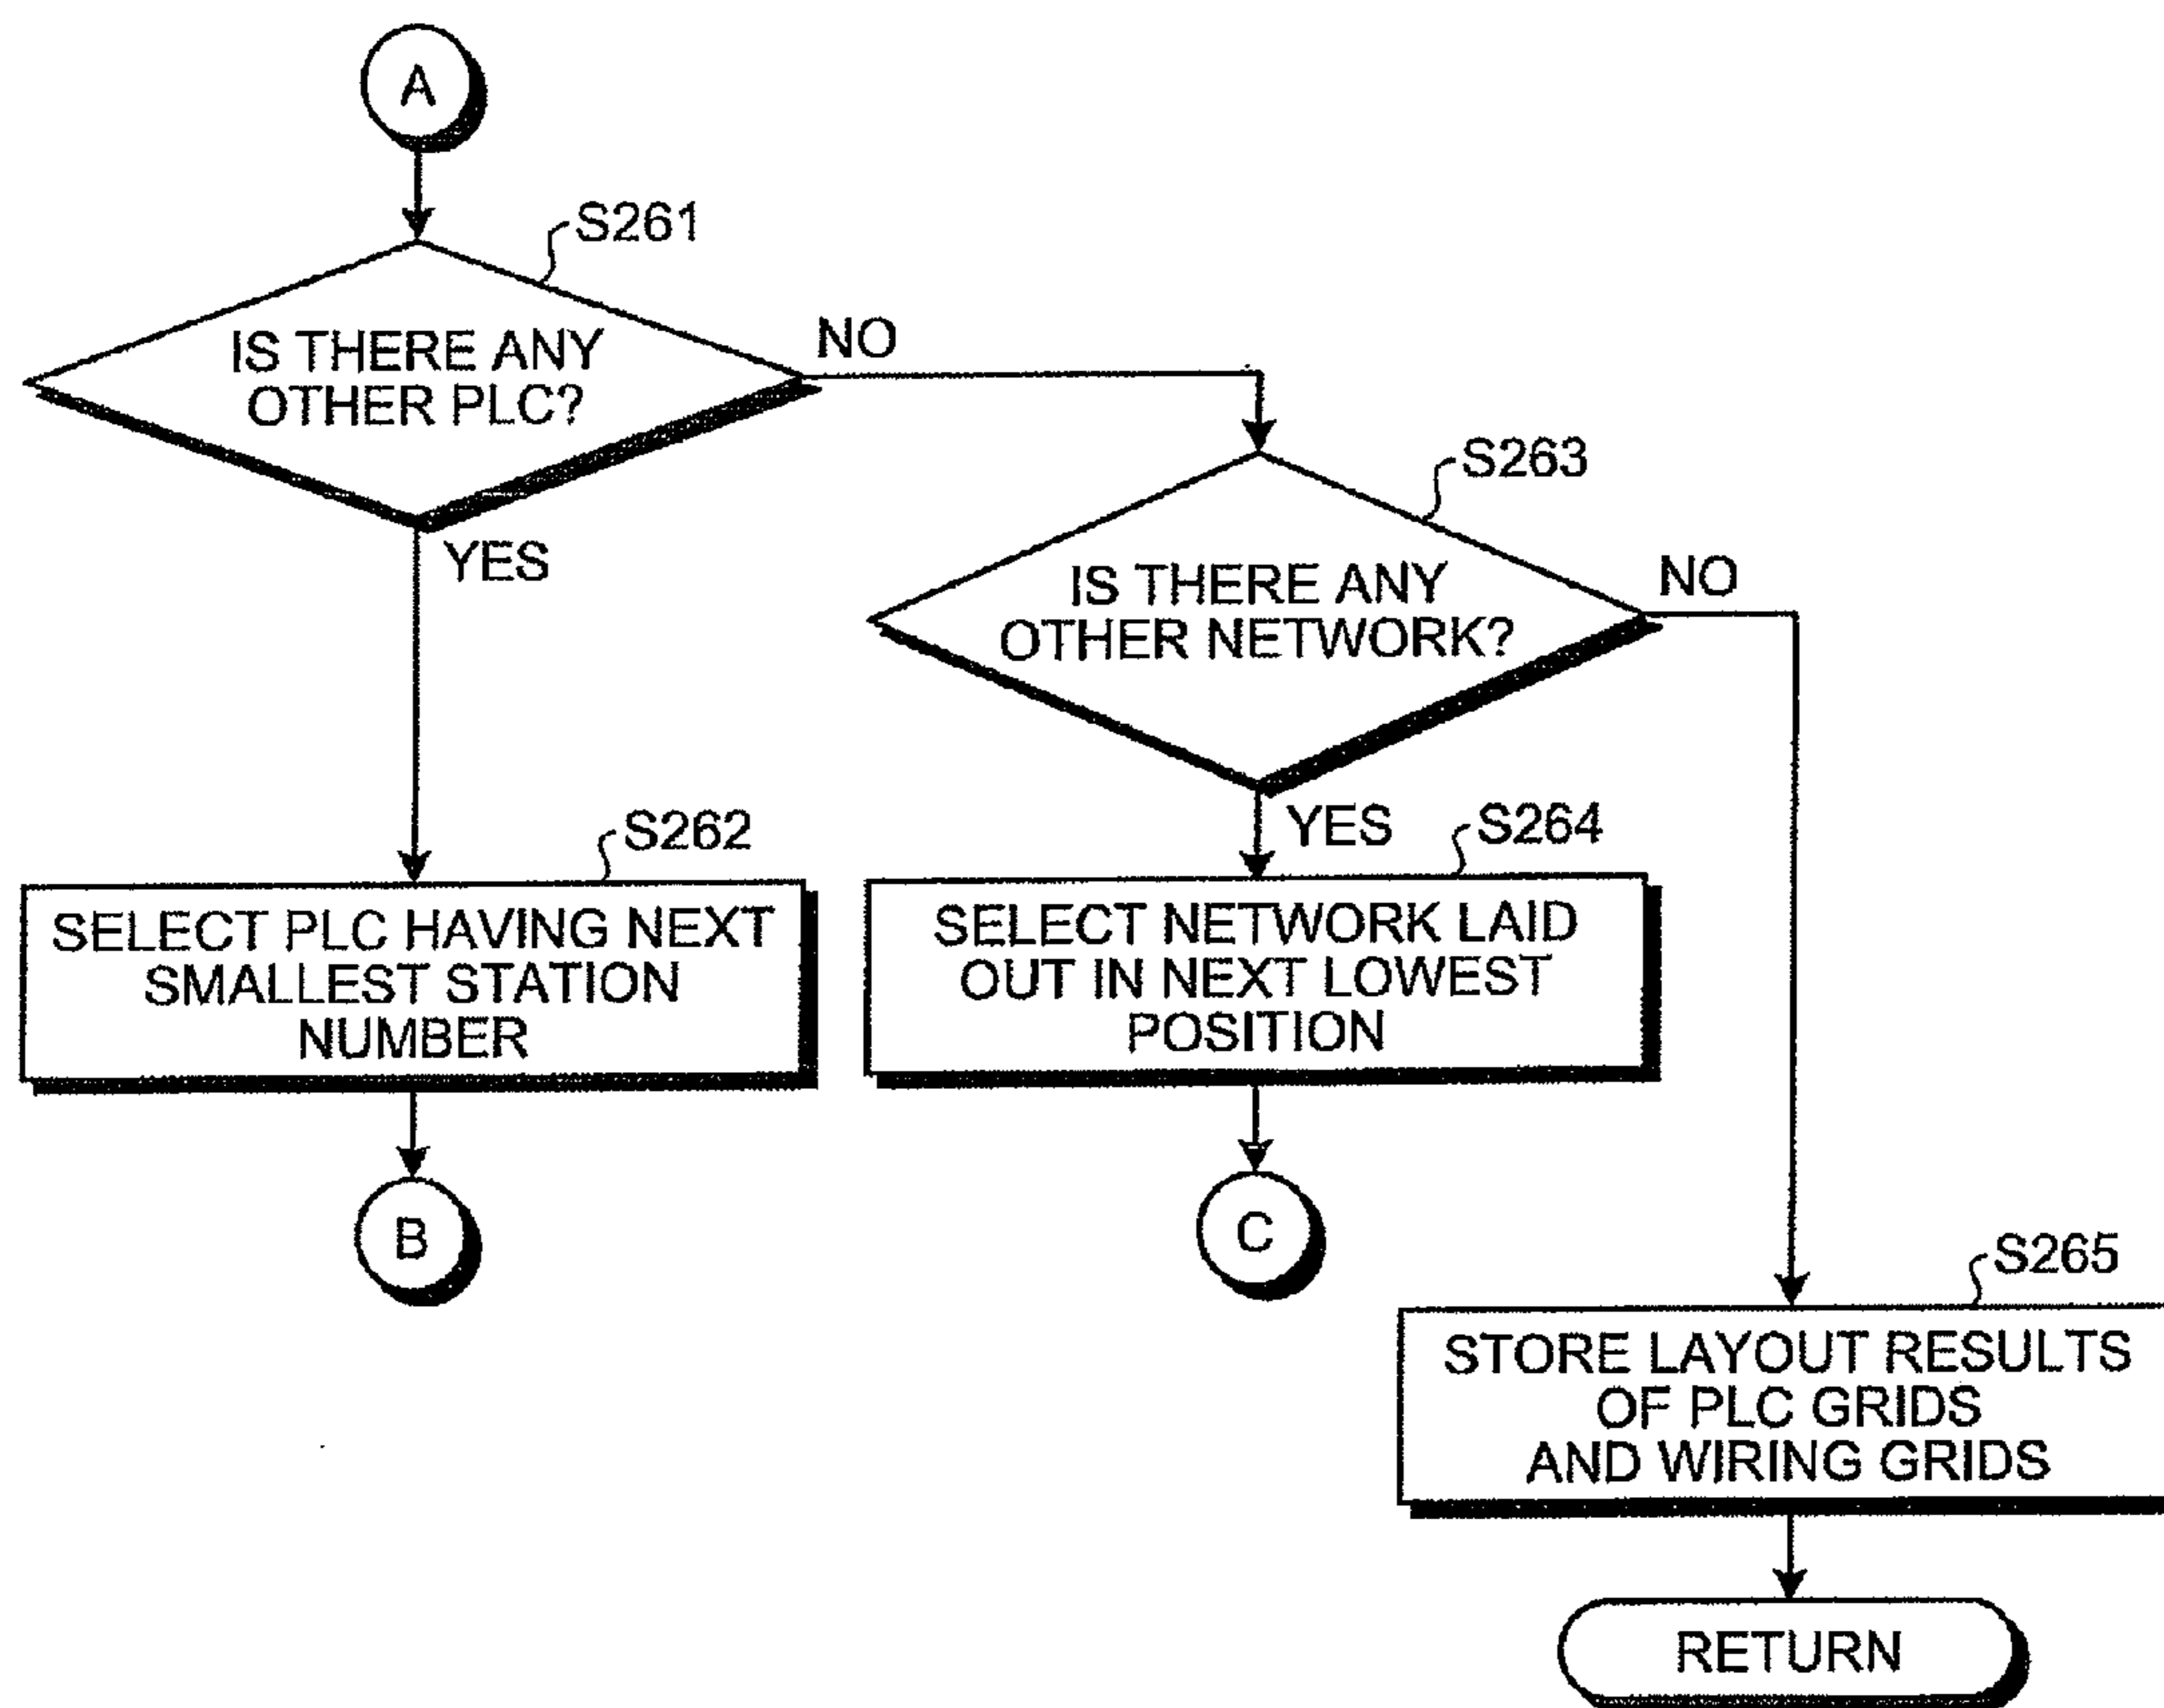 A
S261
IS THERE ANY
OTHER PLC?
NO
YES
S263
IS THERE ANY
OTHER NETWORK?
NO
YES
S262
SELECT PLC HAVING NEXT
SMALLEST STATION
NUMBER
B
S264
SELECT NETWORK LAID
OUT IN NEXT LOWEST
POSITION
C
S265
STORE LAYOUT RESULTS
OF PLC GRIDS
AND WIRING GRIDS
RETURN